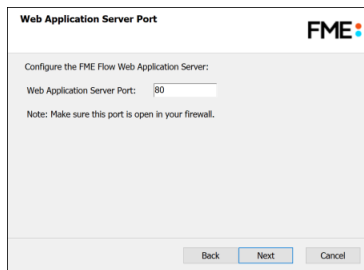 Web Application Server Port
FME
Configure the FME Flow Web Application Server:
Web Application Server Port: 80
Note: Make sure this port is open in your firewall.
Back Next Cancel